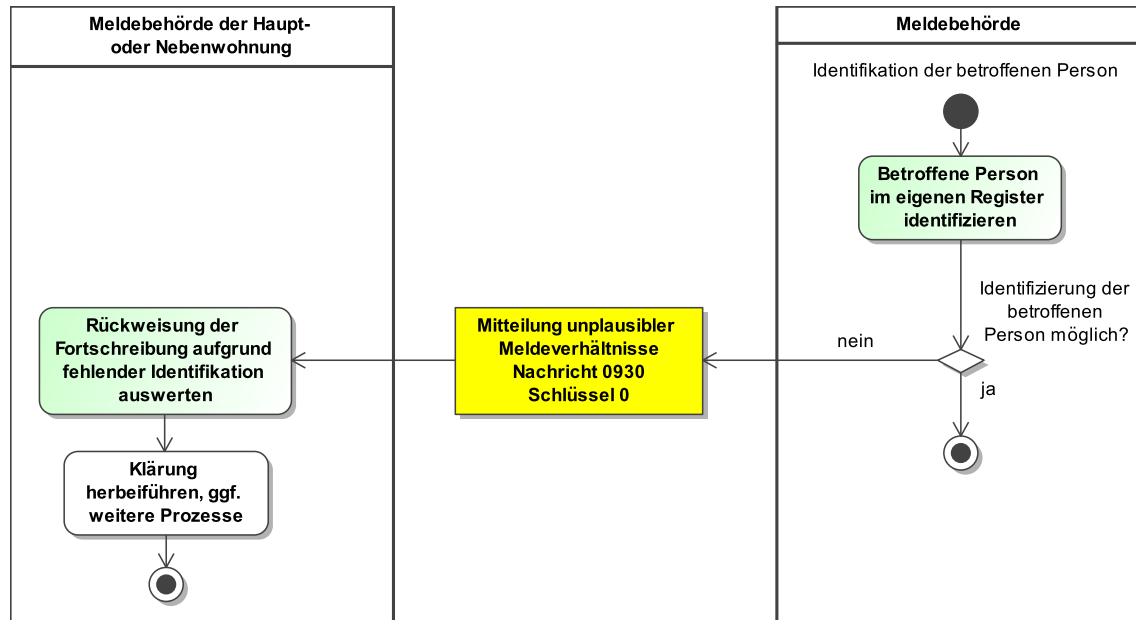 Meldebehörde der Haupt-
oder Nebenwohnung
Meldebehörde
Identifikation der betroffenen Person
Betroffene Person
im eigenen Register
identifizieren
Identifizierung der
betroffenen
Person möglich?
nein
ja
Mitteilung unplausibler
Meldeverhältnisse
Nachricht 0930
Schlüssel 0
Rückweisung der
Fortschreibung aufgrund
fehlender Identifikation
auswerten
Klärung
herbeiführen, ggf.
weitere Prozesse